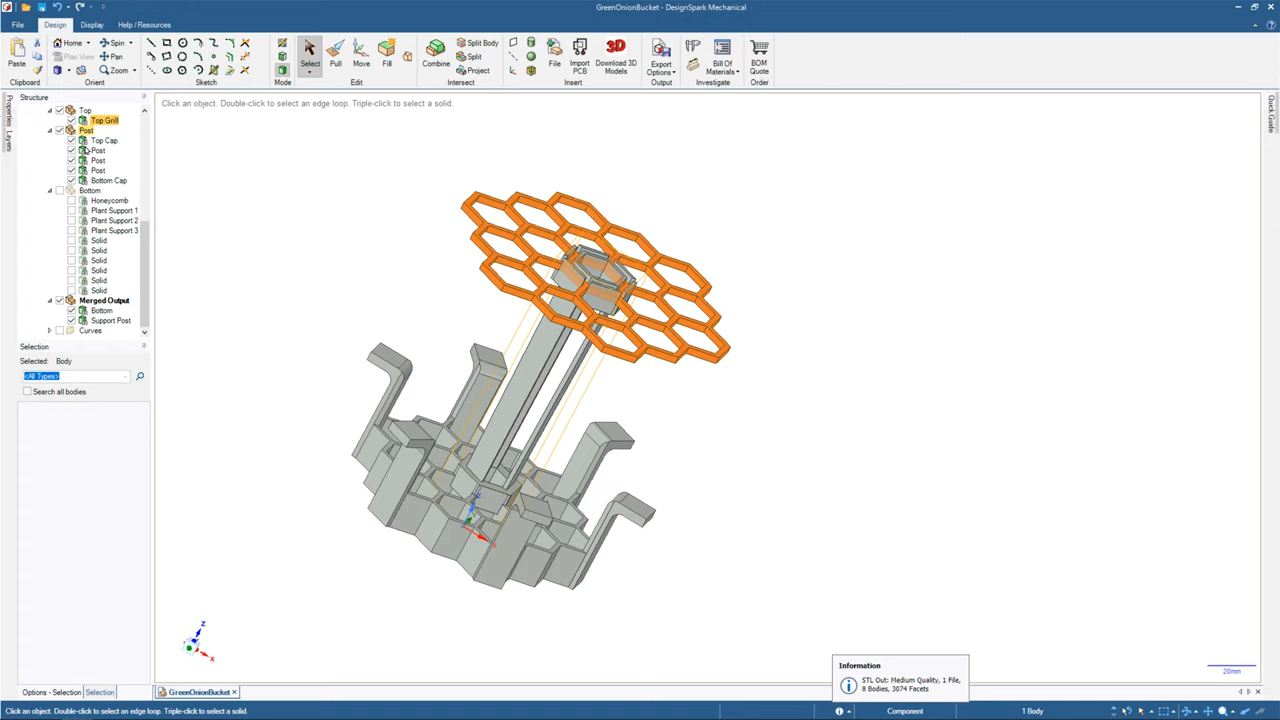 GreenOnionBucket - DesignSpark Mechanical
File Design Display Help / Resources
Home Spin
Plan View Pan
Zoom
Paste
Select Pull Move Fill
Combine Split Body
Split
Project
File Import PCB Download 3D Models
3D
Export Options Bill Of Materials BOM Quote
Clipboard Orient Sketch Mode Edit Intersect Insert Output Investigate Order
Structure
Click an object. Double-click to select an edge loop. Triple-click to select a solid.
Properties
Layers
Quick Guide
Top
Top Grill
Post
Top Cap
Post
Post
Post
Bottom Cap
Bottom
Honeycomb
Plant Support 1
Plant Support 2
Plant Support 3
Solid
Solid
Solid
Solid
Solid
Solid
Merged Output
Bottom
Support Post
Curves
Selection
Selected: Body
<All Types>
Search all bodies
Z
X
Z
X
Information
STL Out: Medium Quality, 1 File,
8 Bodies, 3074 Facets
20mm
Options - Selection Selection
GreenOnionBucket
Click an object. Double-click to select an edge loop. Triple-click to select a solid.
Component
1 Body